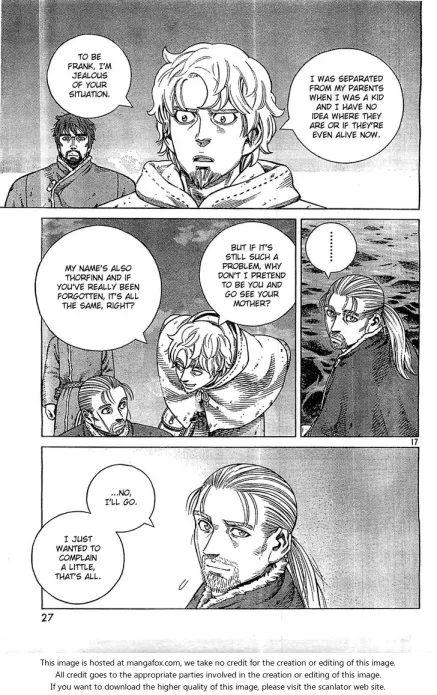 TO BE
FRANK, I'M
JEALOUS
OF YOUR
SITUATION.
I WAS SEPARATED
FROM MY PARENTS
WHEN I WAS A KID
AND I HAVE NO
IDEA WHERE THEY
ARE OR IF THEY'RE
EVEN ALIVE NOW.
MY NAME'S ALSO
THORFINN AND IF
YOU'VE REALLY BEEN
FORGOTTEN, IT'S ALL
THE SAME, RIGHT?
BUT IF IT'S
STILL SUCH A
PROBLEM, WHY
DON'T I PRETEND
TO BE YOU AND
GO SEE YOUR
MOTHER?
.........
17
...NO,
I'LL GO.
I JUST
WANTED TO
COMPLAIN
A LITTLE,
THAT'S ALL.
27
This image is hosted at mangafox.com, we take no credit for the creation or editing of this image.
All credit goes to the appropriate parties involved in the creation or editing of this image.
If you want to download the higher quality of this image, please visit the scanlator web site.